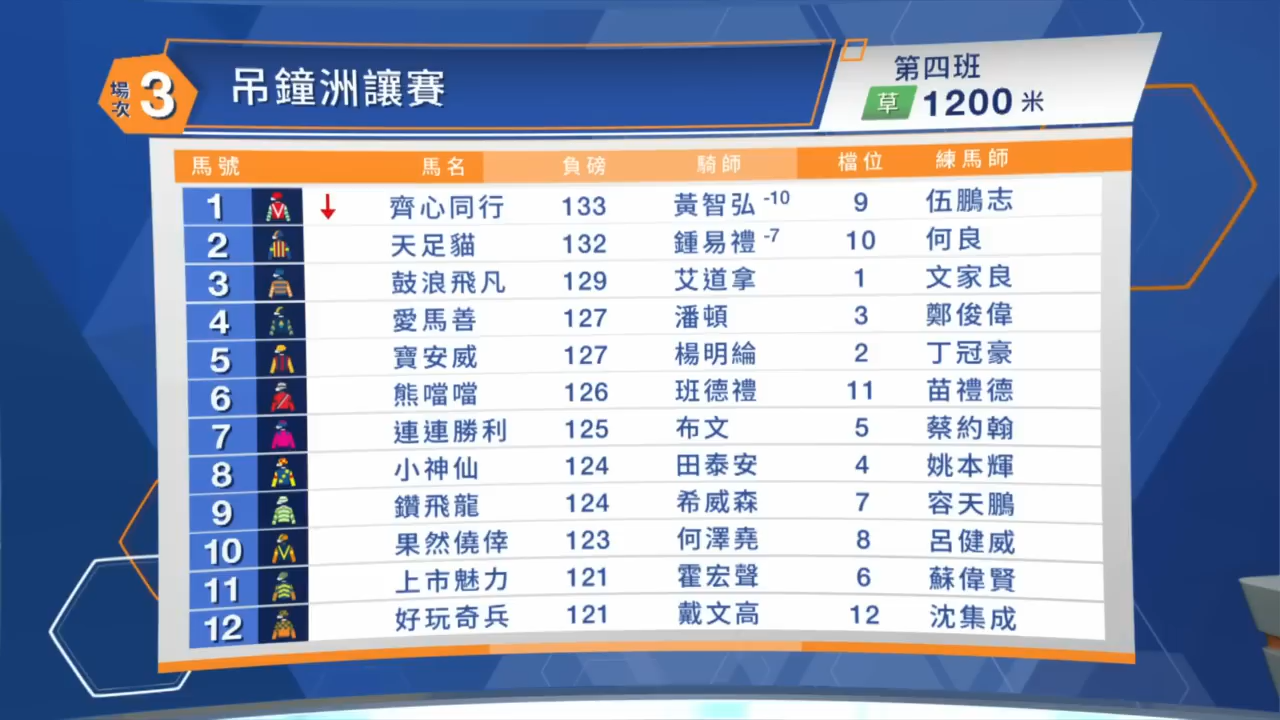 場次 3 吊鐘洲讓賽 第四班
草 1200 米
馬號 馬名 負磅 騎師 檔位 練馬師
1 齊心同行 133 黃智弘 -10 9 伍鵬志
2 天足貓 132 鍾易禮 -7 10 何良
3 鼓浪飛凡 129 艾道拿 1 文家良
4 愛馬善 127 潘頓 3 鄭俊偉
5 寶安威 127 楊明綸 2 丁冠豪
6 熊噹噹 126 班德禮 11 苗禮德
7 連連勝利 125 布文 5 蔡約翰
8 小神仙 124 田泰安 4 姚本輝
9 鑽飛龍 124 希威森 7 容天鵬
10 果然僥倖 123 何澤堯 8 呂健威
11 上市魅力 121 霍宏聲 6 蘇偉賢
12 好玩奇兵 121 戴文高 12 沈集成